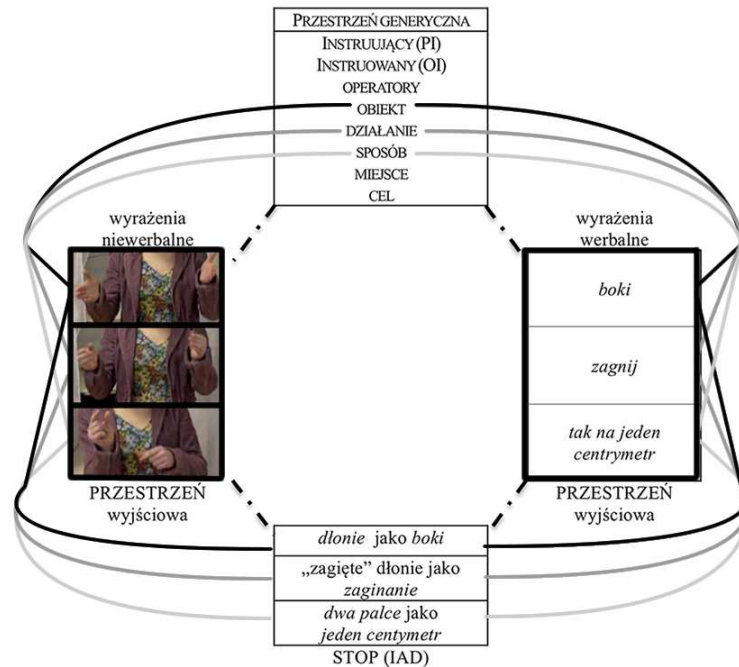 PRZESTRZEŃ GENERYCZNA
INSTRUUJĄCY (PI)
INSTRUOWANY (OI)
OPERATORY
OBIEKT
DZIAŁANIE
SPOSÓB
MIEJSCE
CEL
wyrażenia
niewerbalne
PRZESTRZEŃ
wyjściowa
wyrażenia
werbalne
boki
zagnij
tak na jeden
centrymetr
PRZESTRZEŃ
wyjściowa
dłonie jako boki
„zagięte” dłonie jako
zaginanie
dwa palce jako
jeden centymetr
STOP (IAD)